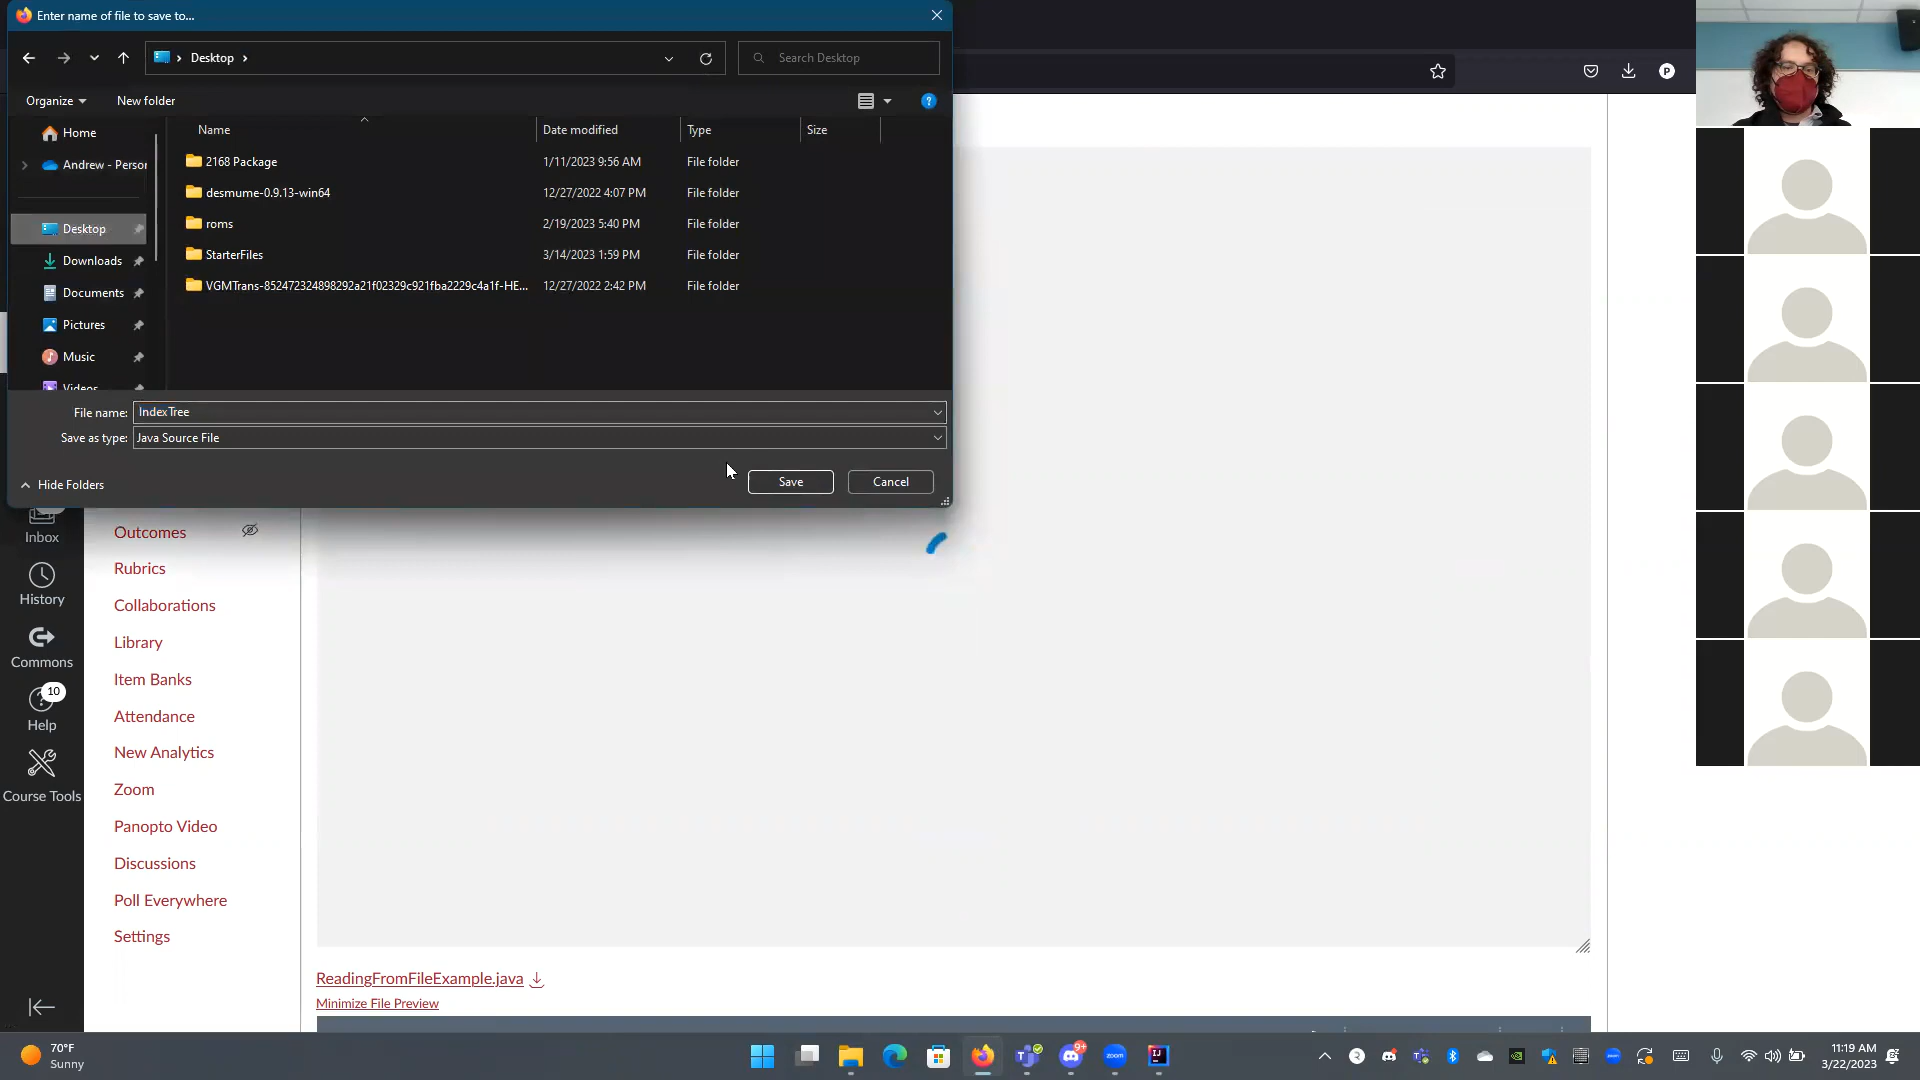 Enter name of file to save to...
Desktop
Search Desktop
Organize
New folder
Name
Date modified
Type
Size
Home
Andrew - Person
Desktop
Downloads
Documents
Pictures
Music
Videos
2168 Package
1/11/2023 9:56 AM
File folder
desmume-0.9.13-win64
12/27/2022 4:07 PM
File folder
roms
2/19/2023 5:40 PM
File folder
StarterFiles
3/14/2023 1:59 PM
File folder
VGMTrans-852472324898292a21f02329c921fba2229c4a1f-HE...
12/27/2022 2:42 PM
File folder
File name:
IndexTree
Save as type:
Java Source File
Hide Folders
Save
Cancel
P
Inbox
History
Commons
10
Help
Course Tools
Outcomes
Rubrics
Collaborations
Library
Item Banks
Attendance
New Analytics
Zoom
Panopto Video
Discussions
Poll Everywhere
Settings
ReadingFromFileExample.java
Minimize File Preview
70°F
Sunny
9+
zoom
IJ
11:19 AM
3/22/2023